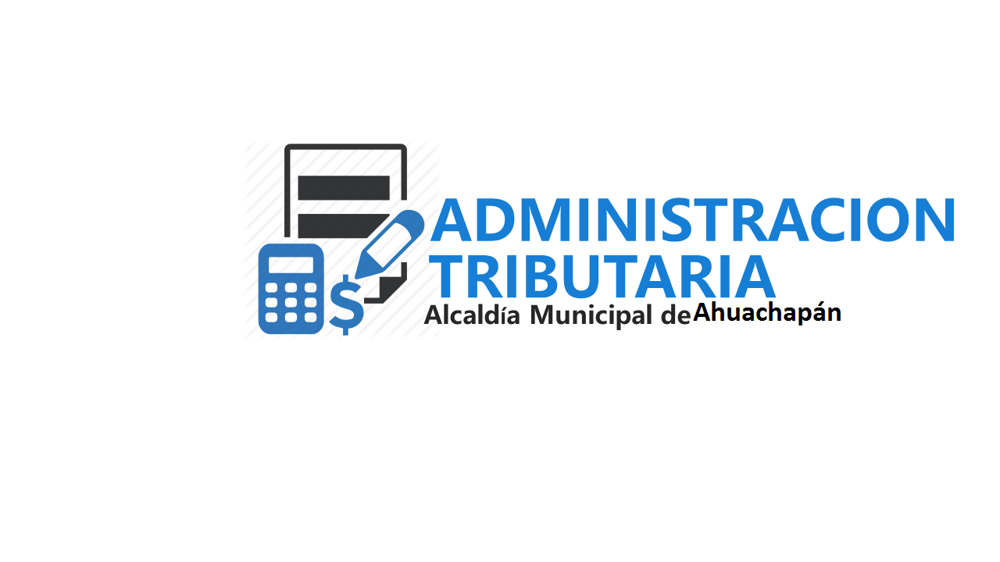 ADMINISTRACION
TRIBUTARIA
Alcaldía Municipal de Ahuachapán
$